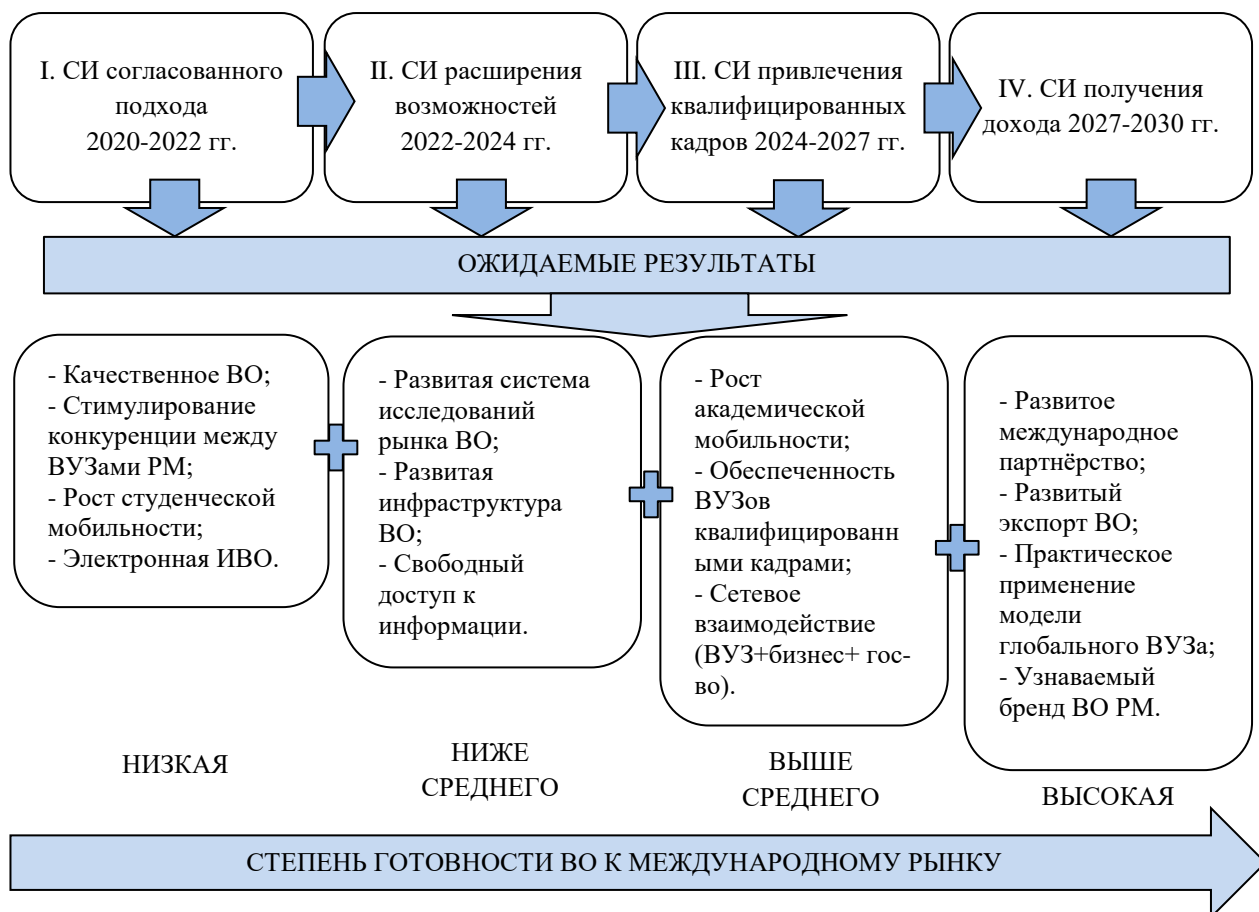 I. СИ согласованного
подхода
2020-2022 гг.
II. СИ расширения
возможностей
2022-2024 гг.
III. СИ привлечения
квалифицированных
кадров 2024-2027 гг.
IV. СИ получения
дохода 2027-2030 гг.
ОЖИДАЕМЫЕ РЕЗУЛЬТАТЫ
- Качественное ВО;
- Стимулирование
конкуренции между
ВУЗами РМ;
- Рост студенческой
мобильности;
- Электронная ИВО.
- Развитая система
исследований
рынка ВО;
- Развитая
инфраструктура
ВО;
- Свободный
доступ к
информации.
- Рост
академической
мобильности;
- Обеспеченность
ВУЗов
квалифицированн
ыми кадрами;
- Сетевое
взаимодействие
(ВУЗ+бизнес+ гос-
во).
- Развитое
международное
партнёрство;
- Развитый
экспорт ВО;
- Практическое
применение
модели
глобального ВУЗа;
- Узнаваемый
бренд ВО РМ.
НИЗКАЯ
НИЖЕ
СРЕДНЕГО
ВЫШЕ
СРЕДНЕГО
ВЫСОКАЯ
СТЕПЕНЬ ГОТОВНОСТИ ВО К МЕЖДУНАРОДНОМУ РЫНКУ